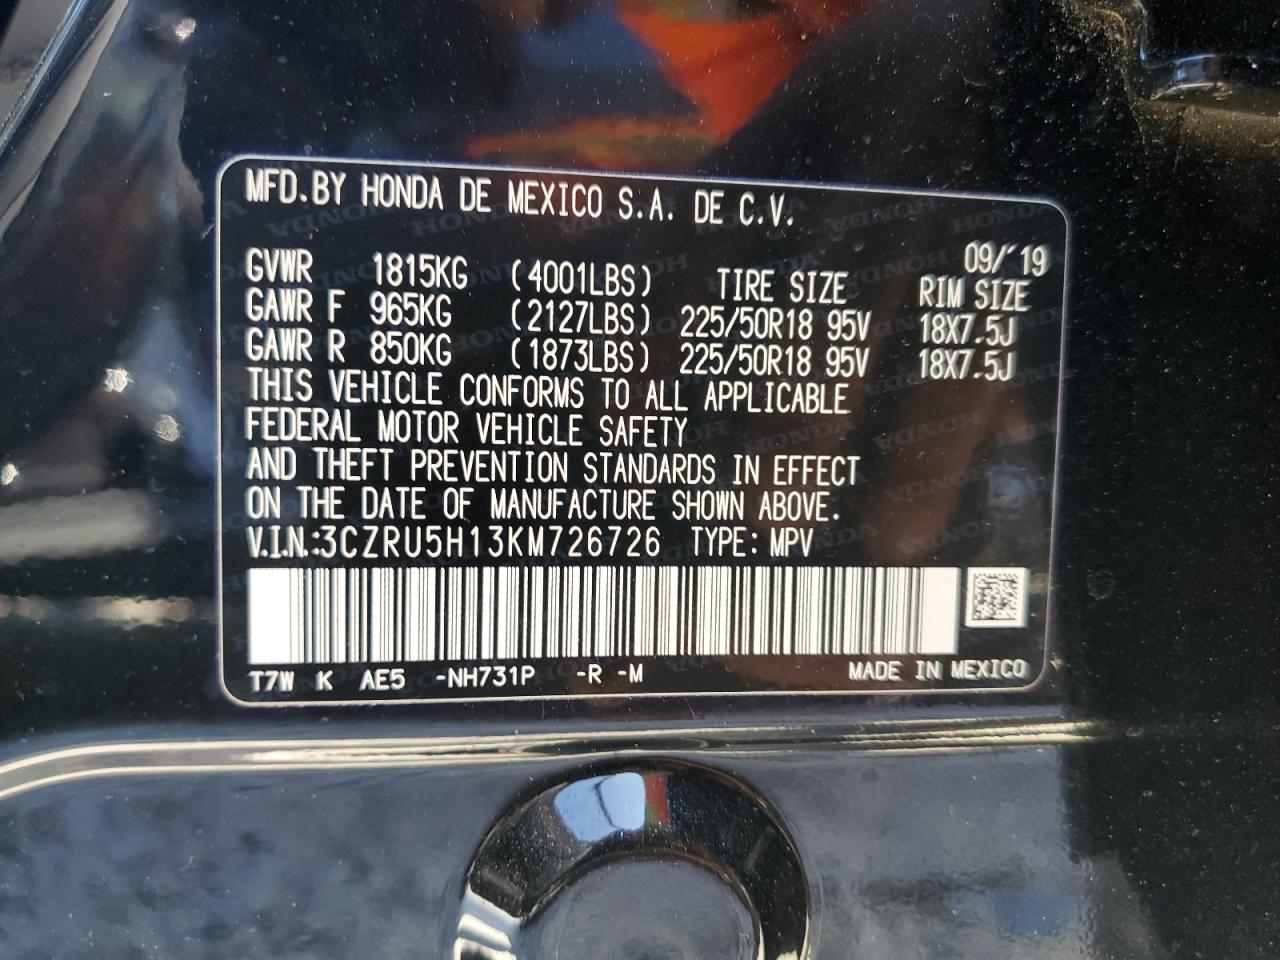 MFD.BY HONDA DE MEXICO S.A. DE C.V.
09/'19
GVWR 1815KG (4001LBS) TIRE SIZE RIM SIZE
GAWR F 965KG (2127LBS) 225/50R18 95V 18X7.5J
GAWR R 850KG (1873LBS) 225/50R18 95V 18X7.5J
THIS VEHICLE CONFORMS TO ALL APPLICABLE
FEDERAL MOTOR VEHICLE SAFETY
AND THEFT PREVENTION STANDARDS IN EFFECT
ON THE DATE OF MANUFACTURE SHOWN ABOVE.
V.I.N.:3CZRU5H13KM726726 TYPE: MPV
T7W K AE5 -NH731P -R -M MADE IN MEXICO